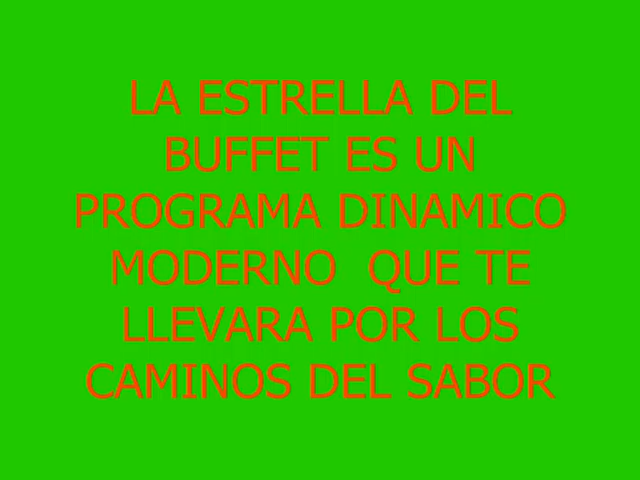 LA ESTRELLA DEL
BUFFET ES UN
PROGRAMA DINAMICO
MODERNO  QUE TE
LLEVARA POR LOS
CAMINOS DEL SABOR